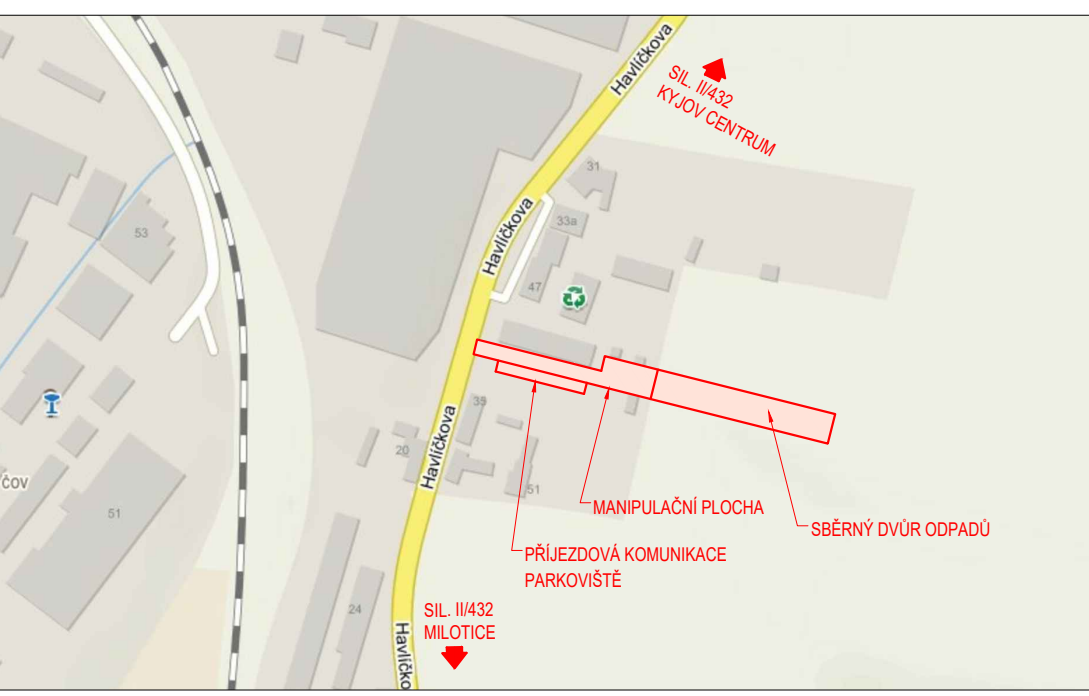 Havlíčkova
SIL. II/432
KYJOV CENTRUM
31
33a
Havlíčkova
53
47
35
Havlíčkova
20
51
čov
51
MANIPULAČNÍ PLOCHA
SBĚRNÝ DVŮR ODPADŮ
PŘÍJEZDOVÁ KOMUNIKACE
PARKOVIŠTĚ
24
SIL. II/432
MILOTICE
Havlíčko